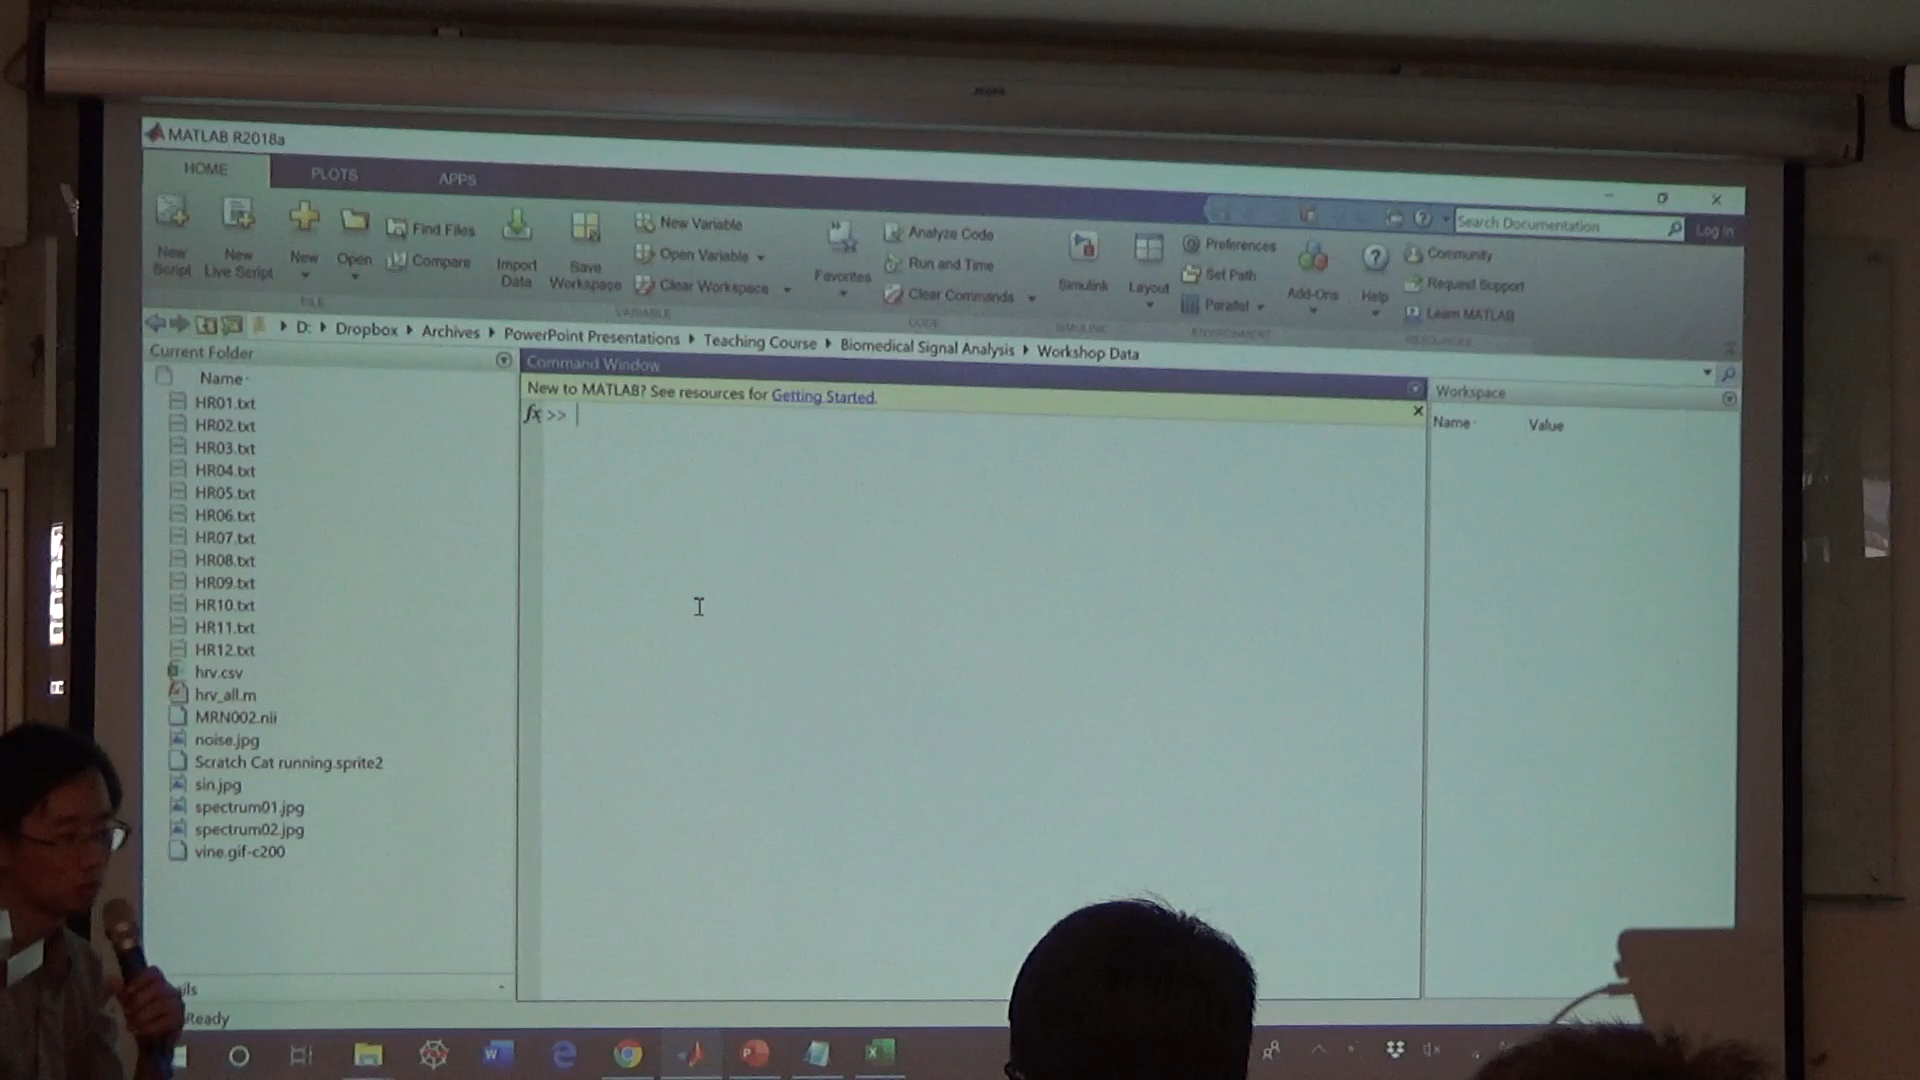 MATLAB R2018a
HOME
PLOTS
APPS
Search Documentation
Log In
New Script
New Live Script
New
Open
Find Files
Compare
Import Data
Save Workspace
New Variable
Open Variable
Clear Workspace
Favorites
Analyze Code
Run and Time
Clear Commands
Simulink
Layout
Preferences
Set Path
Parallel
Add-Ons
Help
Community
Request Support
Learn MATLAB
FILE
VARIABLE
CODE
SIMULINK
ENVIRONMENT
RESOURCES
D: Dropbox Archives PowerPoint Presentations Teaching Course Biomedical Signal Analysis Workshop Data
Current Folder
Name
HR01.txt
HR02.txt
HR03.txt
HR04.txt
HR05.txt
HR06.txt
HR07.txt
HR08.txt
HR09.txt
HR10.txt
HR11.txt
HR12.txt
hrv.csv
hrv_all.m
MRN002.nii
noise.jpg
Scratch Cat running.sprite2
sin.jpg
spectrum01.jpg
spectrum02.jpg
vine.gif-c200
Command Window
New to MATLAB? See resources for Getting Started.
fx >>
Workspace
Name
Value
Ready